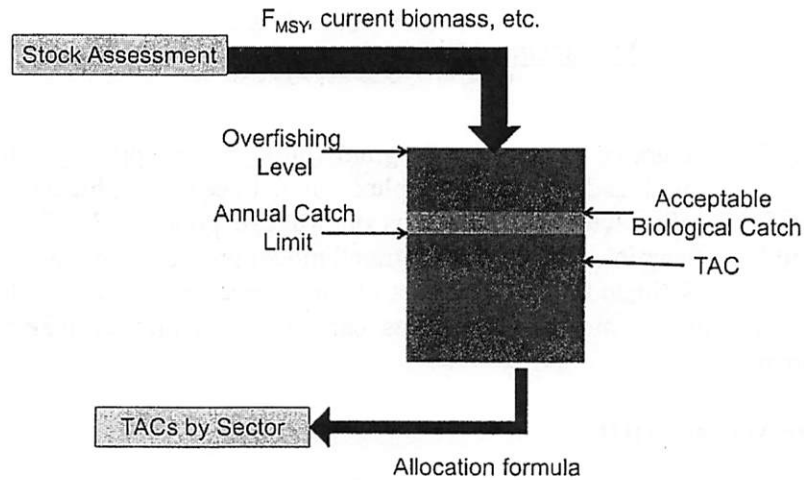 F_MSY, current biomass, etc.
Stock Assessment
Overfishing
Level
Acceptable
Biological Catch
Annual Catch
Limit
TAC
TACs by Sector
Allocation formula